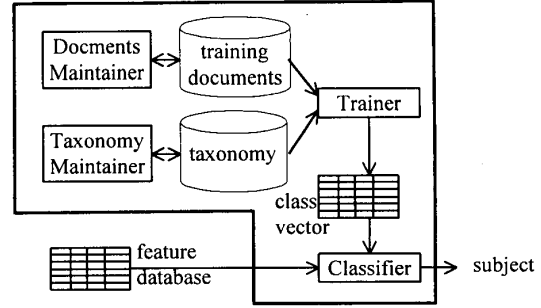 Docments
Maintainer
training
documents
Trainer
Taxonomy
Maintainer
taxonomy
class
vector
feature
database
Classifier
subject